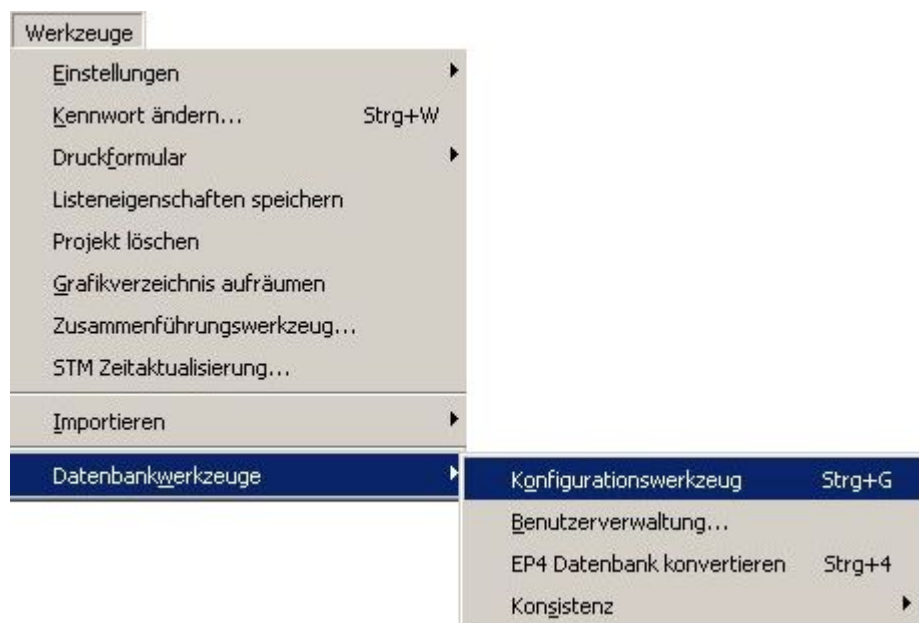 Werkzeuge
Einstellungen
Kennwort ändern... Strg+W
Druckformular
Listeneigenschaften speichern
Projekt löschen
Grafikverzeichnis aufräumen
Zusammenführungswerkzeug...
STM Zeitaktualisierung...
Importieren
Datenbankwerkzeuge
Konfigurationswerkzeug Strg+G
Benutzerverwaltung...
EP4 Datenbank konvertieren Strg+4
Konsistenz